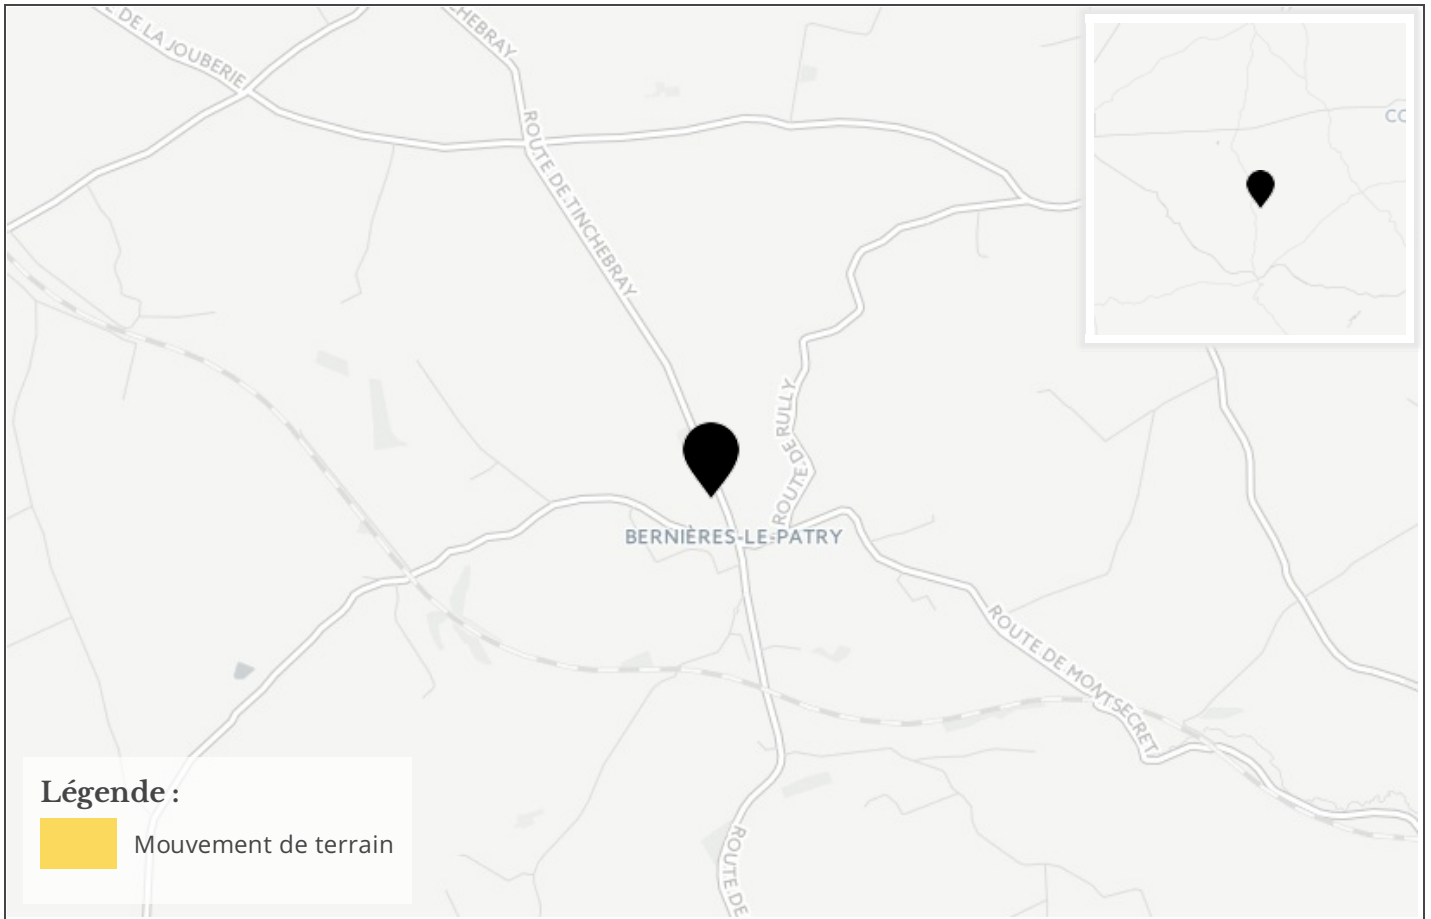 E DE LA JOUBERIE
CHEBRAY
ROUTE DE TINCHEBRAY
CO
ROUTE DE RULLY
BERNIÈRES-LE-PATRY
ROUTE DE MONTSECRET
ROUTE DE
Légende :
Mouvement de terrain